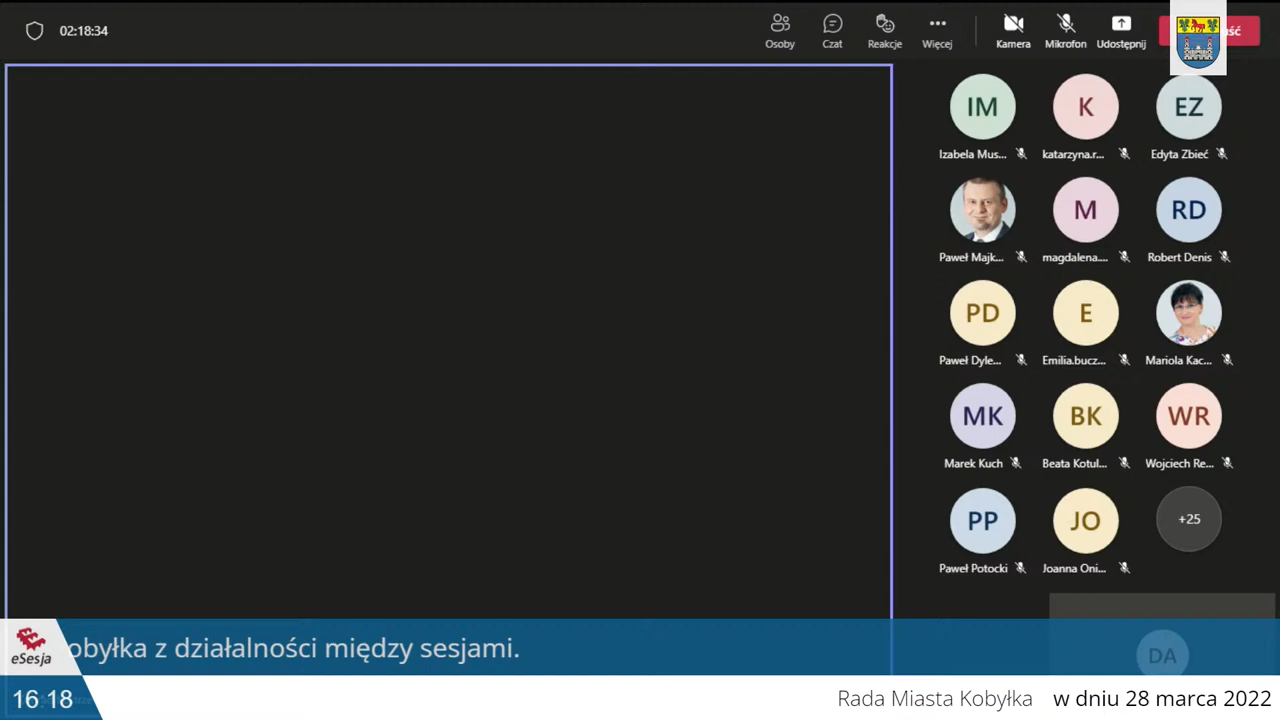 02:18:34
Osoby
Czat
Reakcje
Więcej
Kamera
Mikrofon
Udostępnij
ść
IM
K
EZ
Izabela Mus...
katarzyna.r...
Edyta Zbieć
M
RD
Paweł Majk...
magdalena....
Robert Denis
PD
E
Paweł Dyle...
Emilia.bucz...
Mariola Kac...
MK
BK
WR
Marek Kuch
Beata Kotul...
Wojciech Re...
PP
JO
+25
Paweł Potocki
Joanna Oni...
eSesja
obyłka z działalności między sesjami.
DA
16:18
Rada Miasta Kobyłka w dniu 28 marca 2022